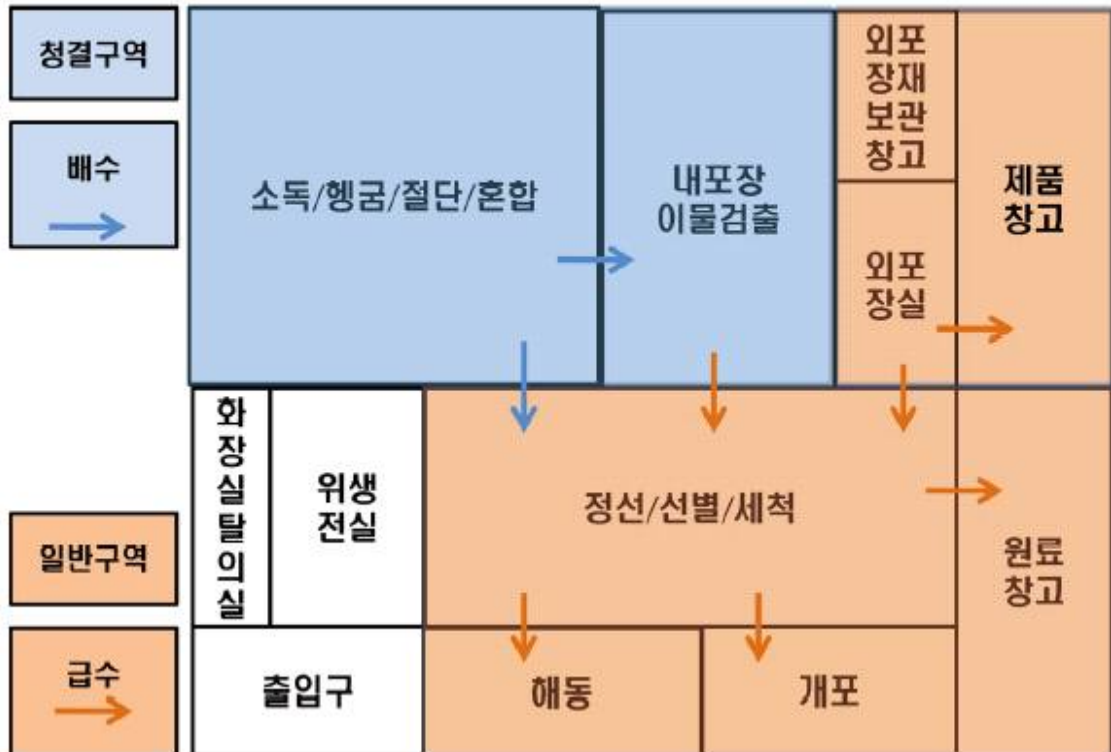 청결구역
배수
소독/헹굼/절단/혼합
내포장
이물검출
외포
장재
보관
창고
제품
창고
외포
장실
화
장
실
탈
의
실
위생
전실
정선/선별/세척
원료
창고
일반구역
급수
출입구
해동
개포